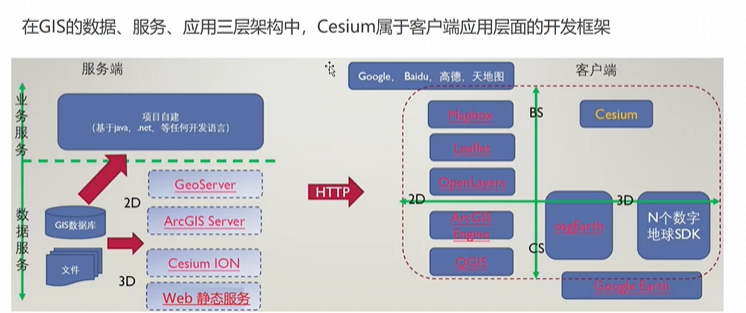 在GIS的数据、服务、应用三层架构中，Cesium属于客户端应用层面的开发框架
服务端
Google、 Baidu、高德、天地图
客户端
业务服务
项目自建
(基于java、.net、等任何开发语言)
Mapbox
BS
Cesium
Leaflet
GeoServer
HTTP
OpenLayers
2D
2D
3D
数据服务
GIS数据库
ArcGIS Server
ArcGIS
Engine
osgEarth
N个数字
地球SDK
文件
Cesium ION
CS
QGIS
3D
Web 静态服务
Google Earth